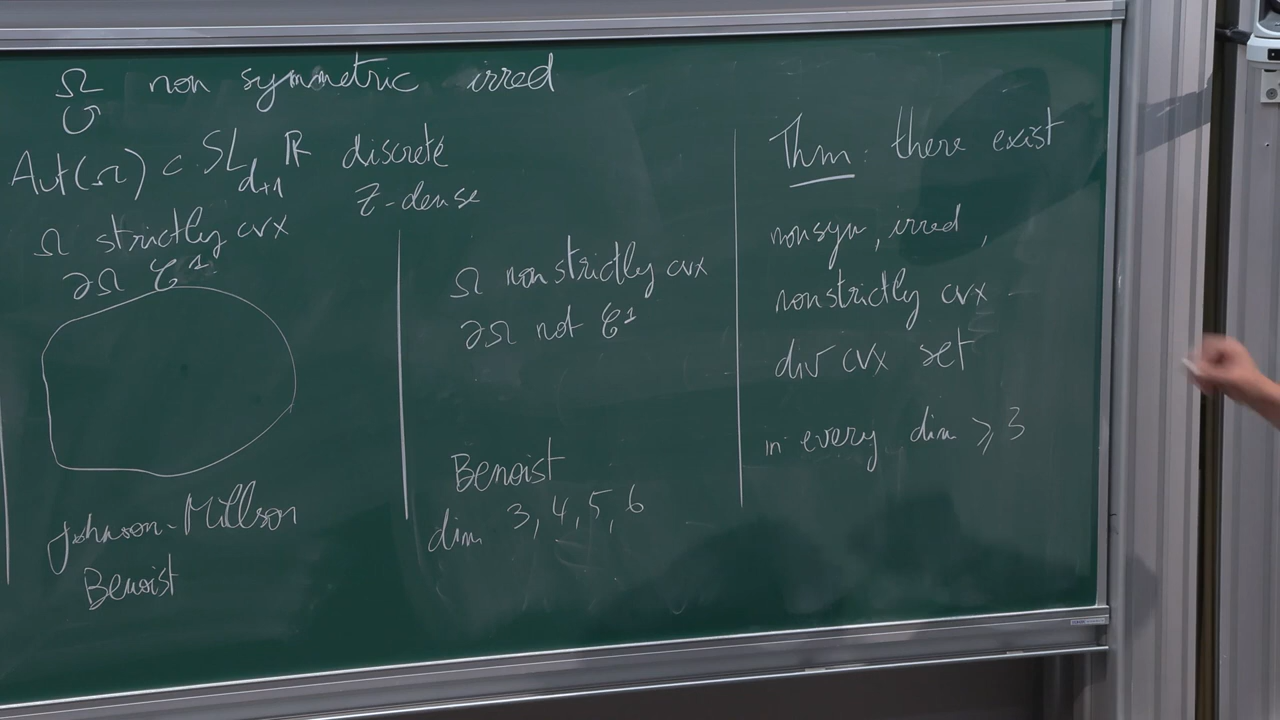 Ω non symmetric irred
Aut(Ω) ⊂ SL_{d+1} ℝ discrete
Z-dense
Ω strictly cvx
∂Ω 𝒞¹
Johnson-Millson
Benoist
Ω nonstrictly cvx
∂Ω not 𝒞¹
Benoist
dim 3, 4, 5, 6
Thm: there exist
nonsym, irred,
nonstrictly cvx
div cvx set
in every dim ⩾ 3